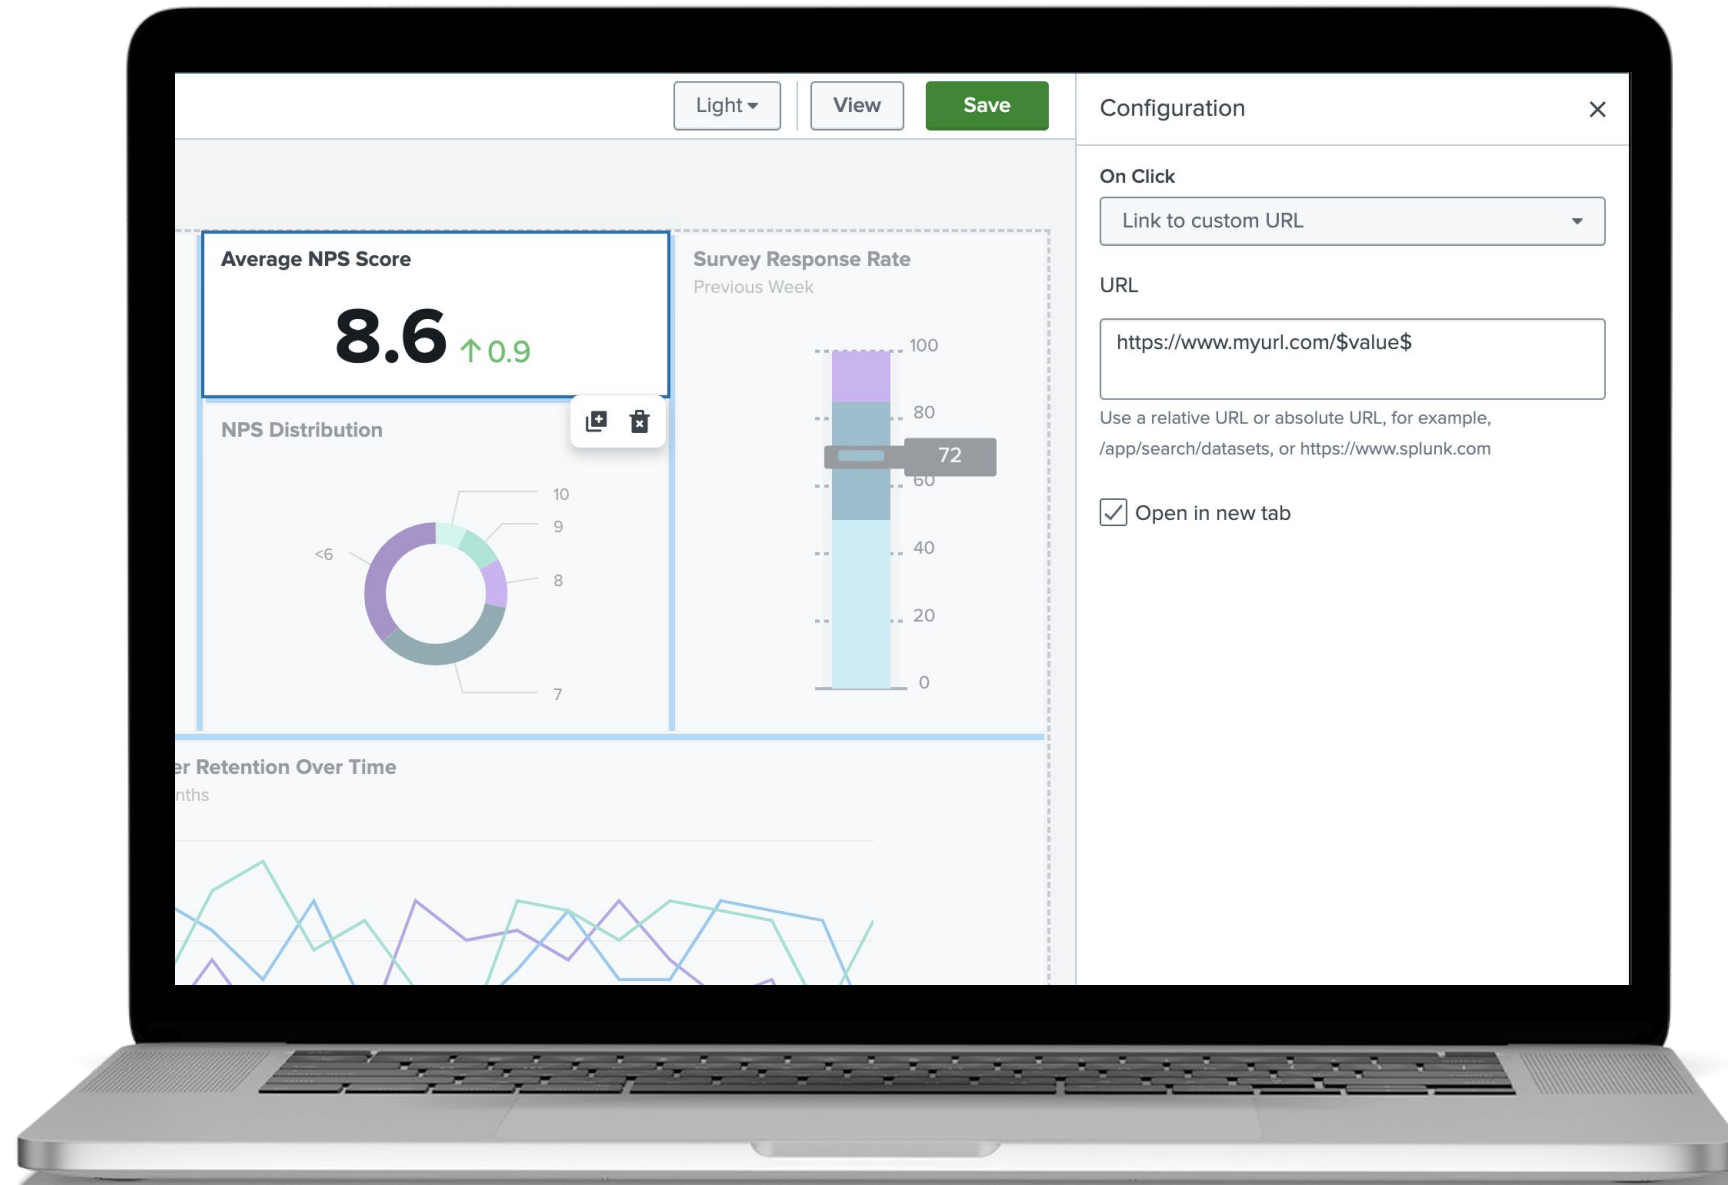 Light
View
Save
Configuration
On Click
Link to custom URL
URL
https://www.myurl.com/$value$
Use a relative URL or absolute URL, for example,
/app/search/datasets, or https://www.splunk.com
Open in new tab
Average NPS Score
8.6
0.9
NPS Distribution
10
9
<6
8
7
Survey Response Rate
Previous Week
100
80
72
60
40
20
0
er Retention Over Time
nths